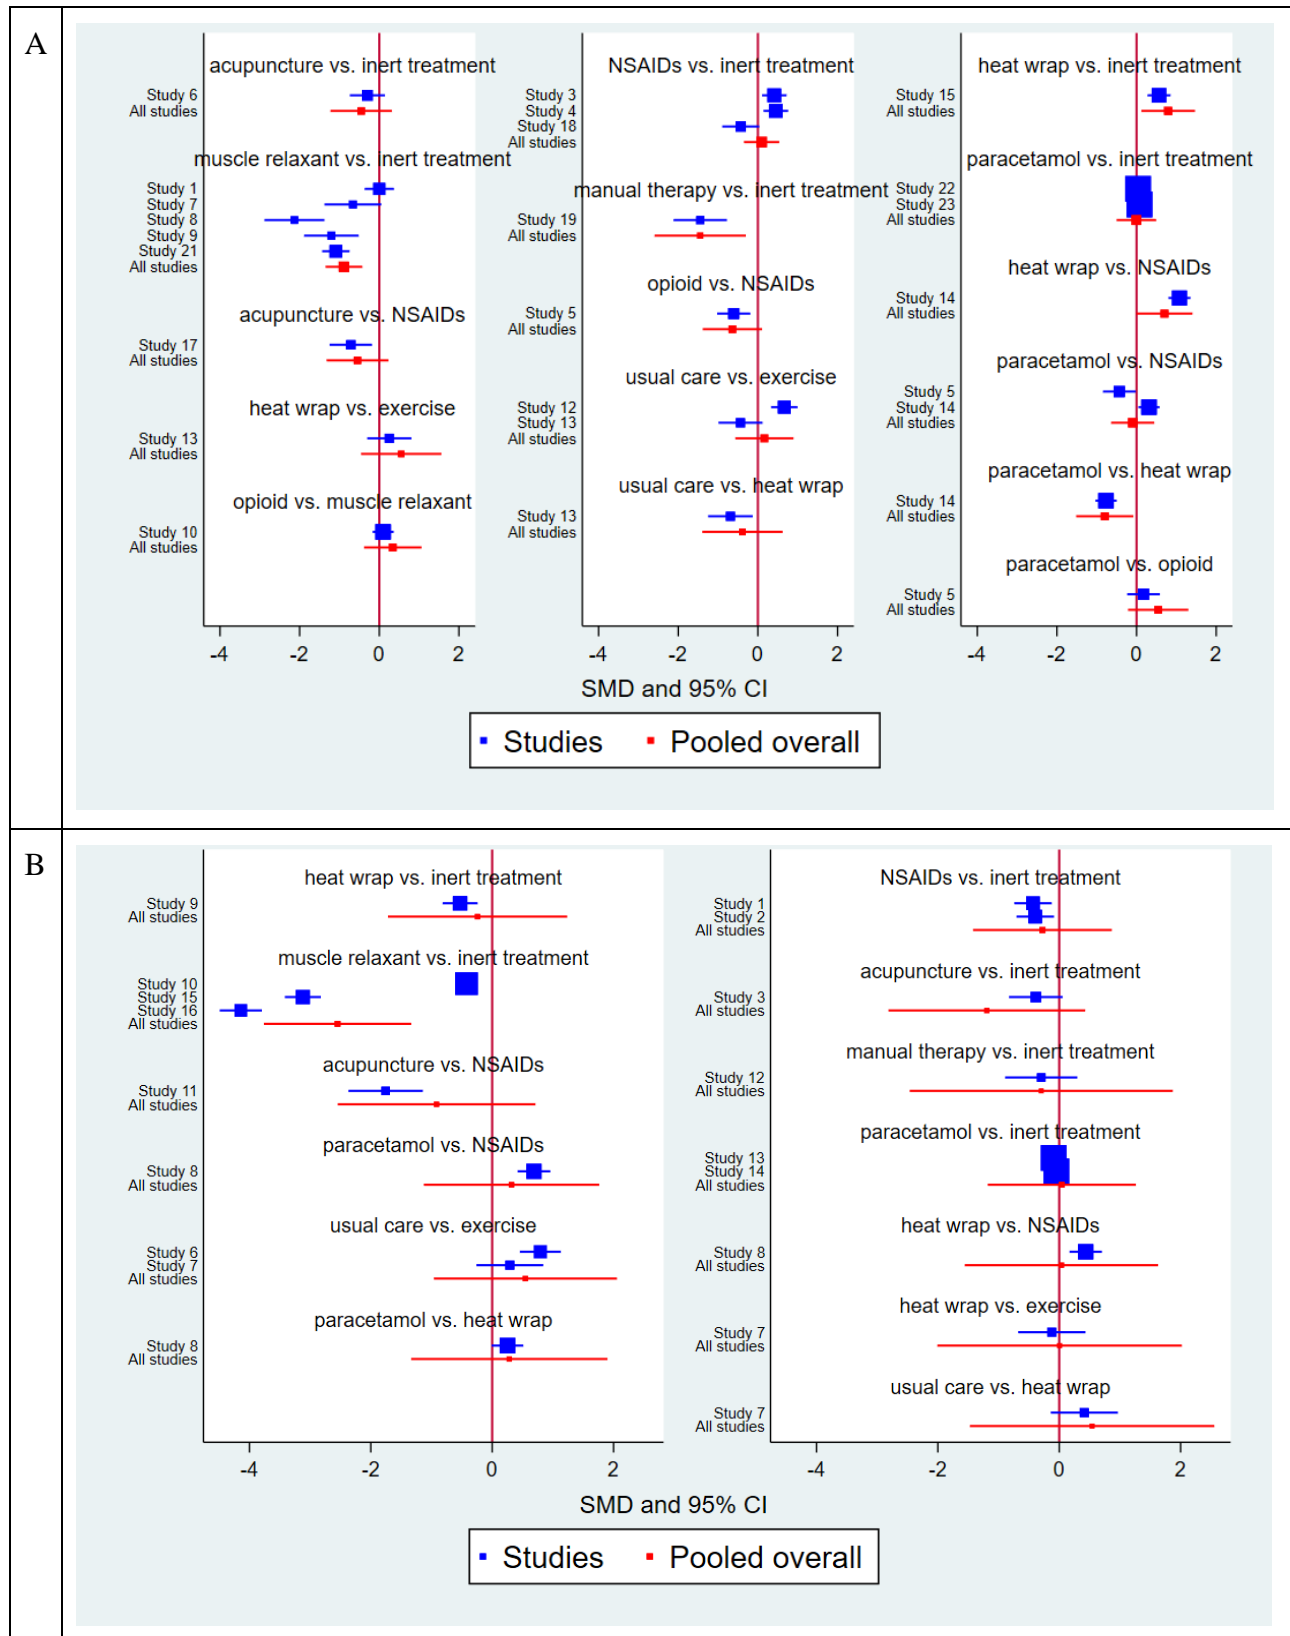 A
acupuncture vs. inert treatment
Study 6
All studies
muscle relaxant vs. inert treatment
Study 1
Study 7
Study 8
Study 9
Study 21
All studies
acupuncture vs. NSAIDs
Study 17
All studies
heat wrap vs. exercise
Study 13
All studies
opioid vs. muscle relaxant
Study 10
All studies
-4 -2 0 2
NSAIDs vs. inert treatment
Study 3
Study 4
Study 18
All studies
manual therapy vs. inert treatment
Study 19
All studies
opioid vs. NSAIDs
Study 5
All studies
usual care vs. exercise
Study 12
Study 13
All studies
usual care vs. heat wrap
Study 13
All studies
-4 -2 0 2
heat wrap vs. inert treatment
Study 15
All studies
paracetamol vs. inert treatment
Study 22
Study 23
All studies
heat wrap vs. NSAIDs
Study 14
All studies
paracetamol vs. NSAIDs
Study 5
Study 14
All studies
paracetamol vs. heat wrap
Study 14
All studies
paracetamol vs. opioid
Study 5
All studies
-4 -2 0 2
SMD and 95% CI
Studies Pooled overall
B
heat wrap vs. inert treatment
Study 9
All studies
muscle relaxant vs. inert treatment
Study 10
Study 15
Study 16
All studies
acupuncture vs. NSAIDs
Study 11
All studies
paracetamol vs. NSAIDs
Study 8
All studies
usual care vs. exercise
Study 6
Study 7
All studies
paracetamol vs. heat wrap
Study 8
All studies
-4 -2 0 2
NSAIDs vs. inert treatment
Study 1
Study 2
All studies
acupuncture vs. inert treatment
Study 3
All studies
manual therapy vs. inert treatment
Study 12
All studies
paracetamol vs. inert treatment
Study 13
Study 14
All studies
heat wrap vs. NSAIDs
Study 8
All studies
heat wrap vs. exercise
Study 7
All studies
usual care vs. heat wrap
Study 7
All studies
-4 -2 0 2
SMD and 95% CI
Studies Pooled overall